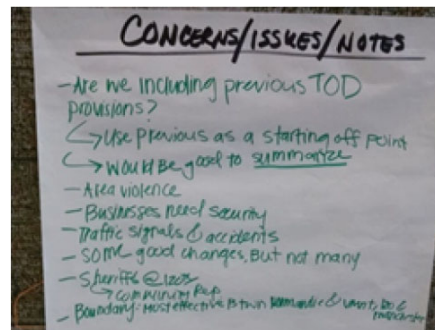 CONCERNS/ISSUES/NOTES
- Are we including previous TOD
provisions?
↳ Use previous as a starting off point
↳ would be good to summarize
- Area violence
- Businesses need security
- Traffic signals & accidents
- SOME good changes, But not many
- Sheriffs @
↳ community Rep
- Boundary: Most effective Btwn &